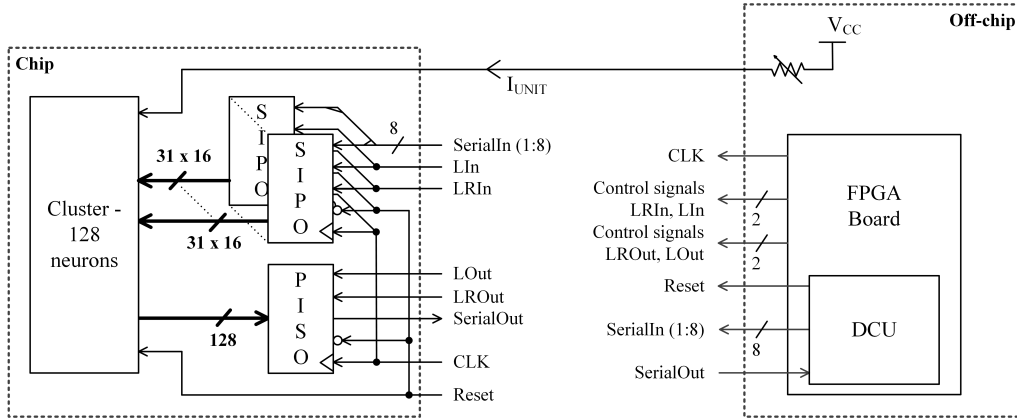 Off-chip
V_CC
Chip
I_UNIT
S
I
P
O
8
SerialIn (1:8)
LIn
LRIn
31 x 16
S
I
P
O
31 x 16
Cluster -
128
neurons
P
I
S
O
LOut
LROut
SerialOut
128
CLK
Reset
CLK
Control signals
LRIn, LIn
2
Control signals
LROut, LOut
2
Reset
SerialIn (1:8)
8
SerialOut
FPGA
Board
DCU